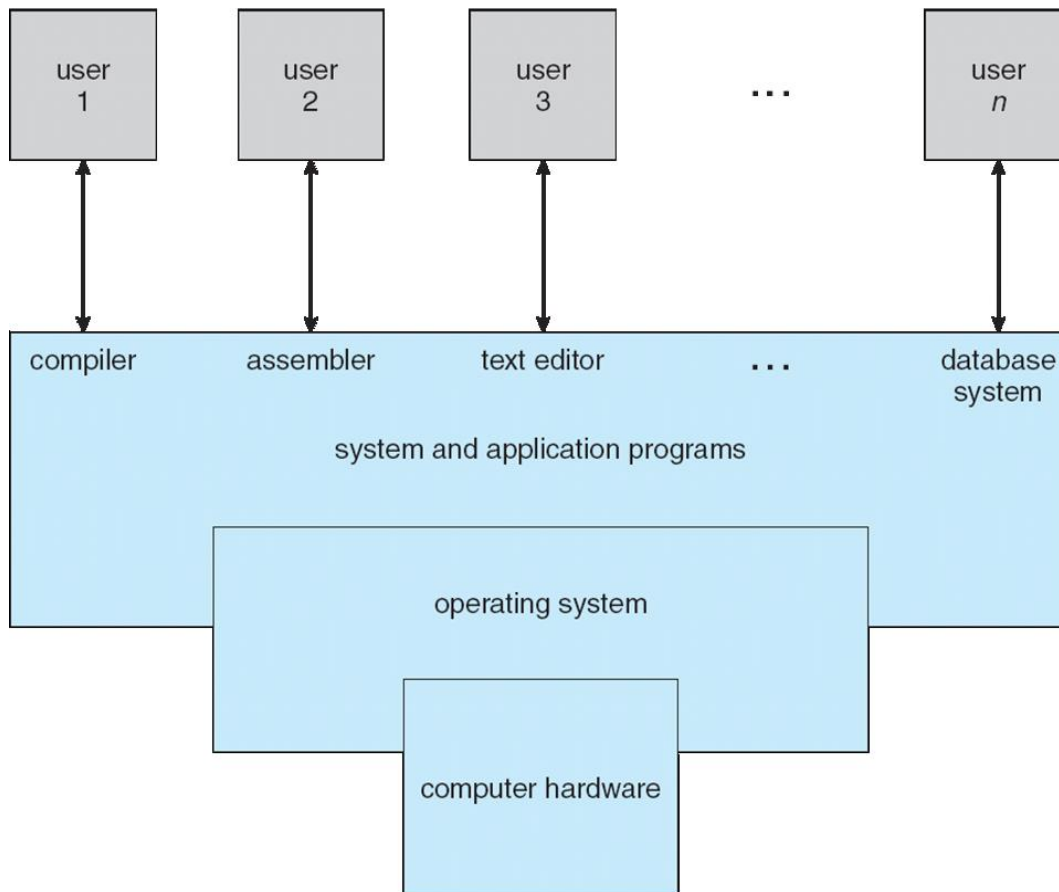 user
1
user
2
user
3
...
user
n
compiler
assembler
text editor
...
database
system
system and application programs
operating system
computer hardware